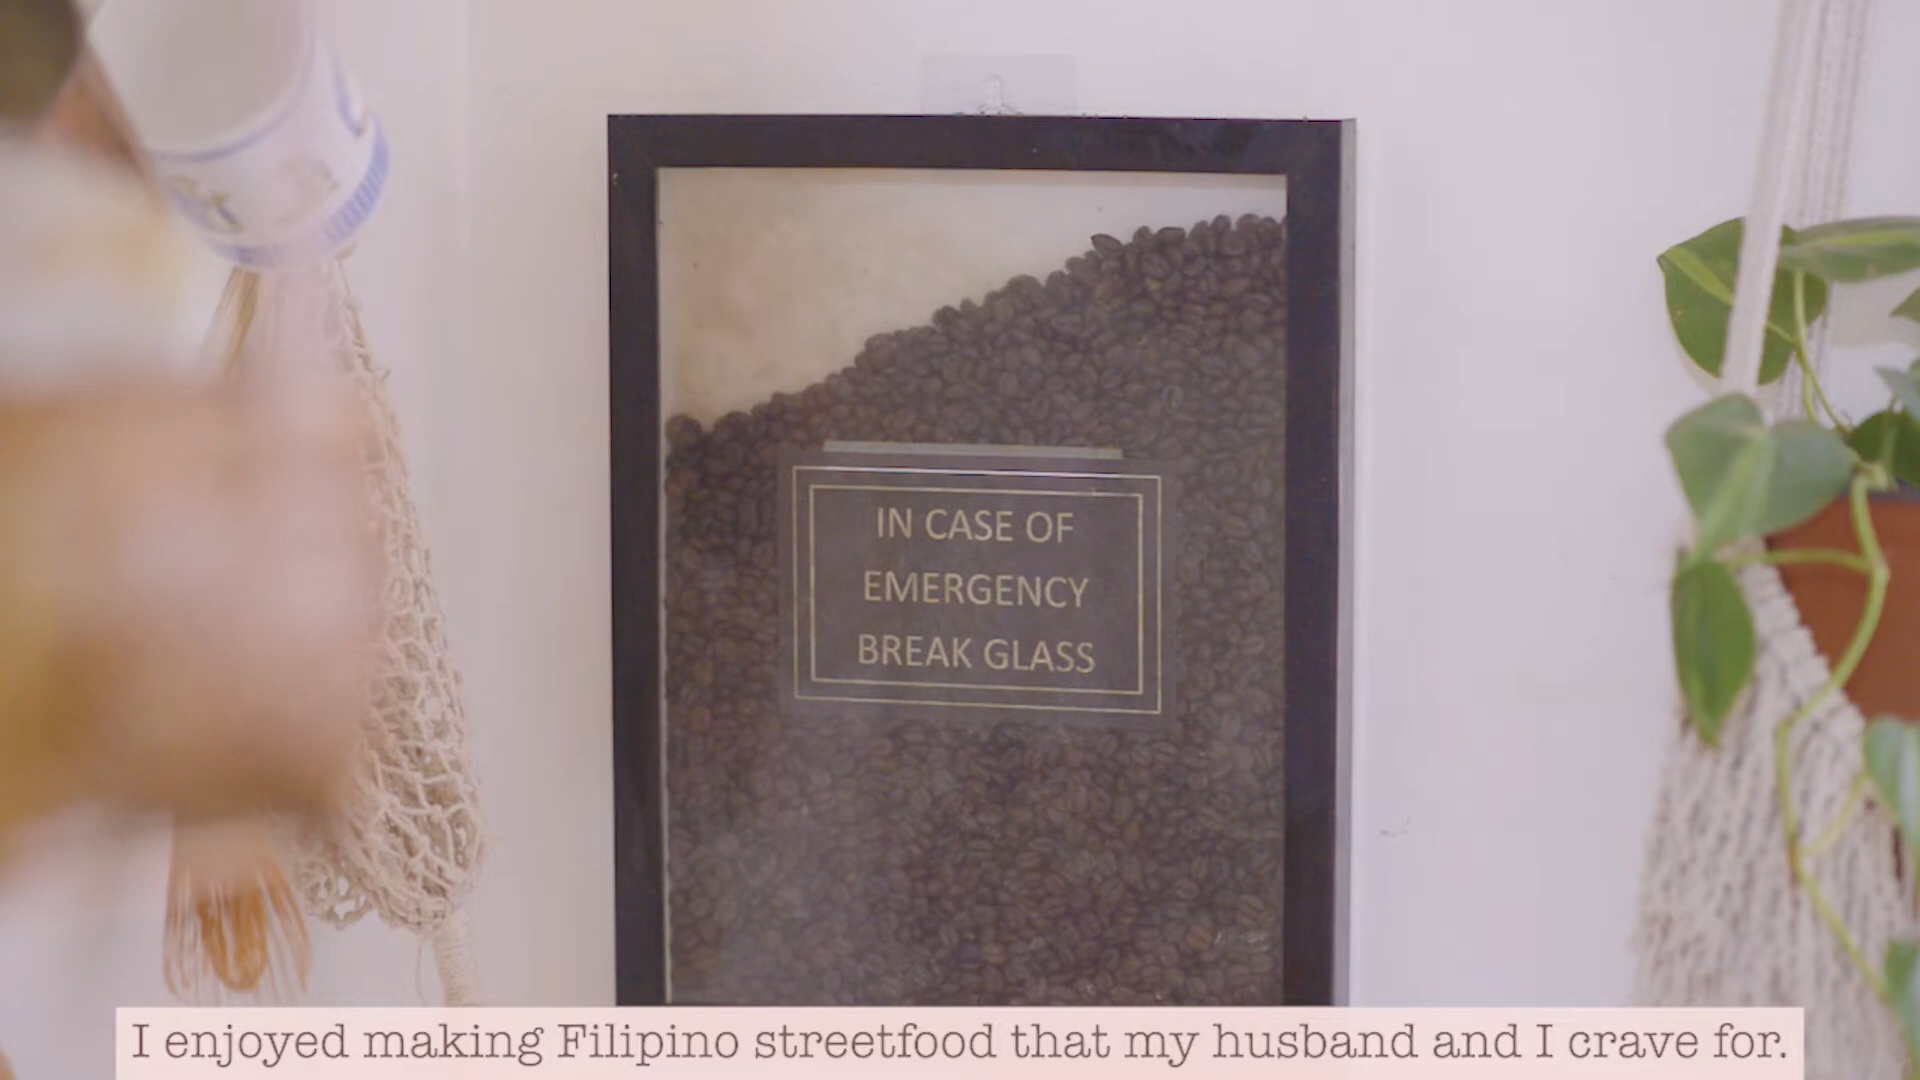 IN CASE OF
EMERGENCY
BREAK GLASS
I enjoyed making Filipino streetfood that my husband and I crave for.